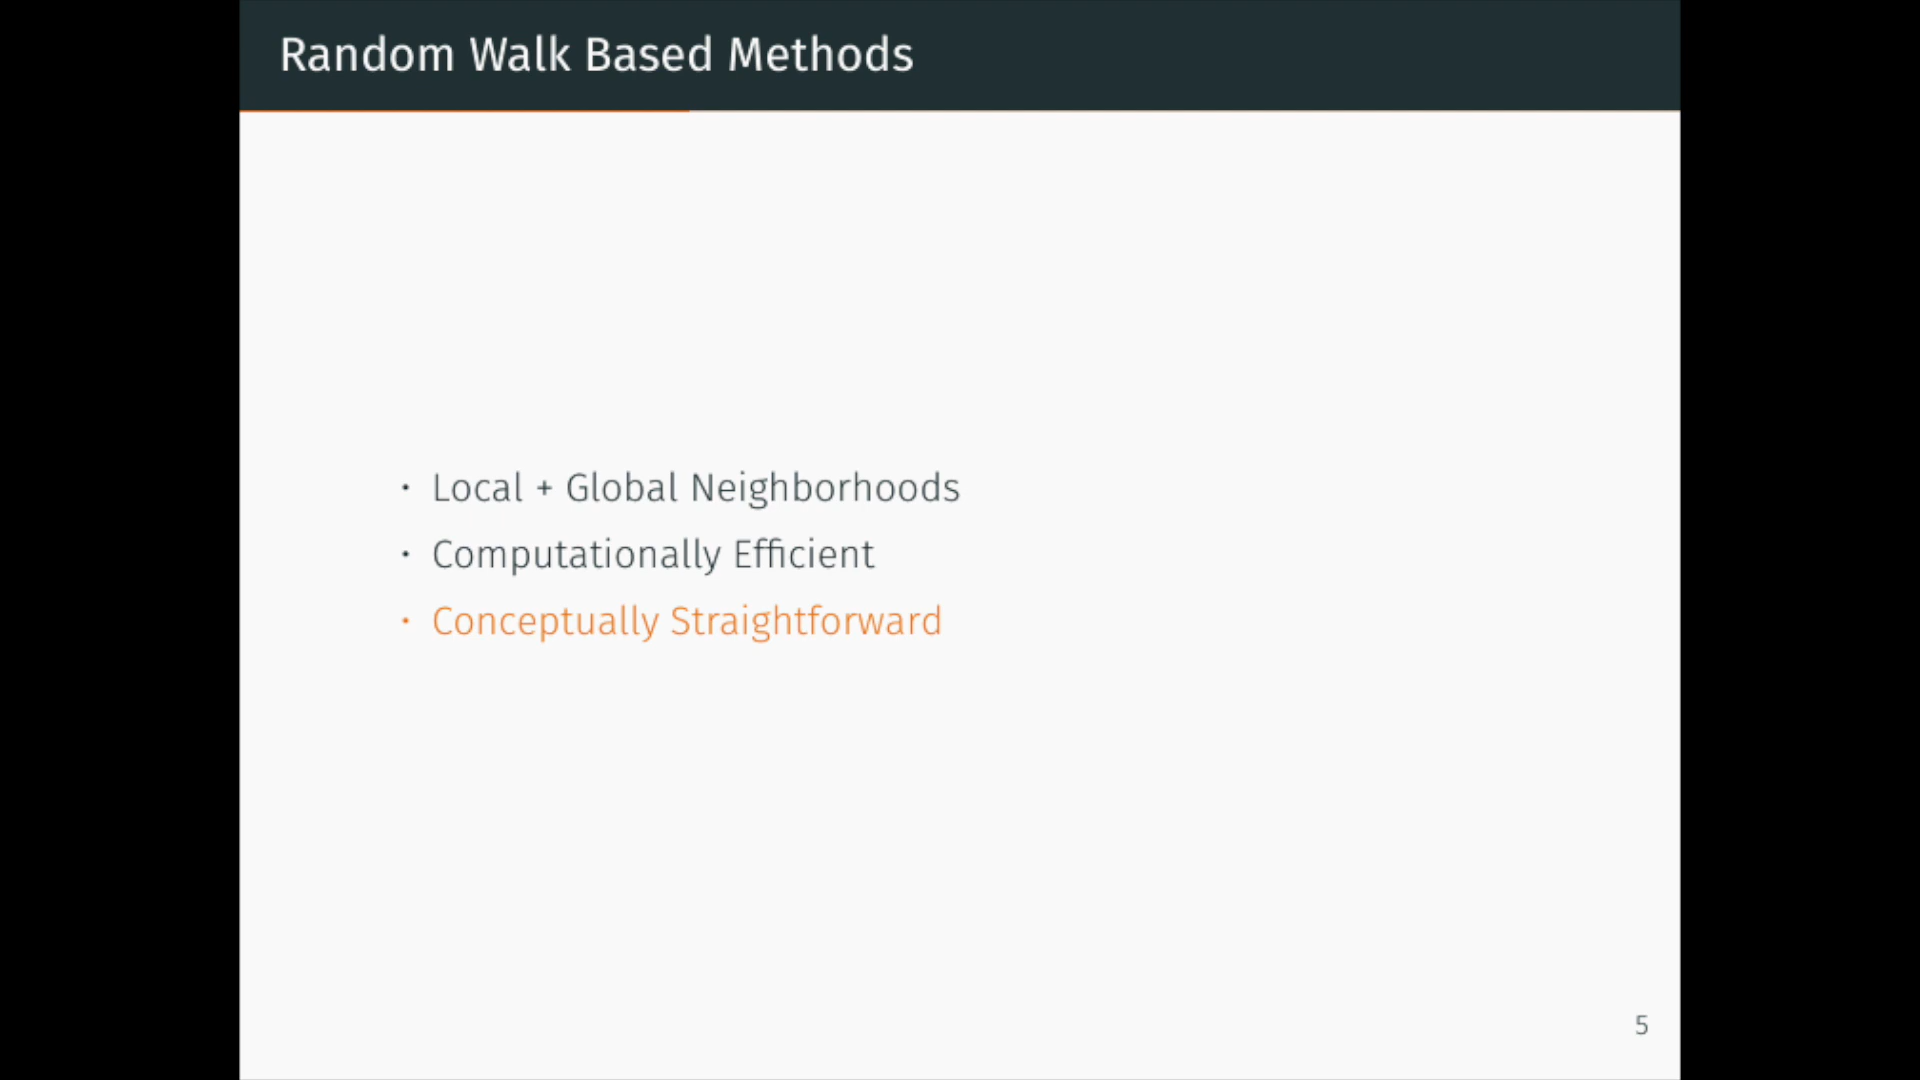 Random Walk Based Methods
· Local + Global Neighborhoods
· Computationally Efficient
· Conceptually Straightforward
5